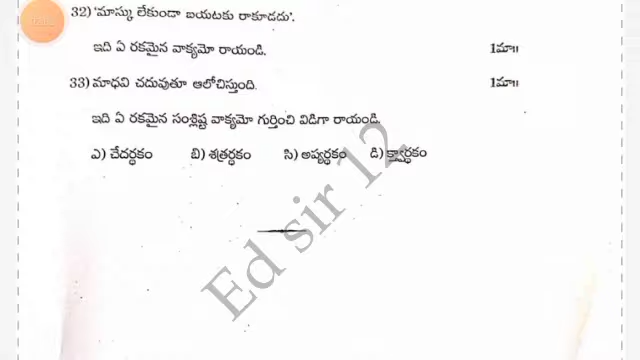 32) 'మాస్కు లేకుండా బయటకు రాకూడదు'.
ఇది ఏ రకమైన వాక్యమో రాయండి. 1మా॥
33) మాధవి చదువుతూ ఆలోచిస్తుంది. 1మా॥
ఇది ఏ రకమైన సంశ్లిష్ట వాక్యమో గుర్తించి విడిగా రాయండి.
ఎ) చేదర్థకం బి) శత్రర్థకం సి) అప్యర్థకం డి) క్త్వార్థకం
Ed sir 12